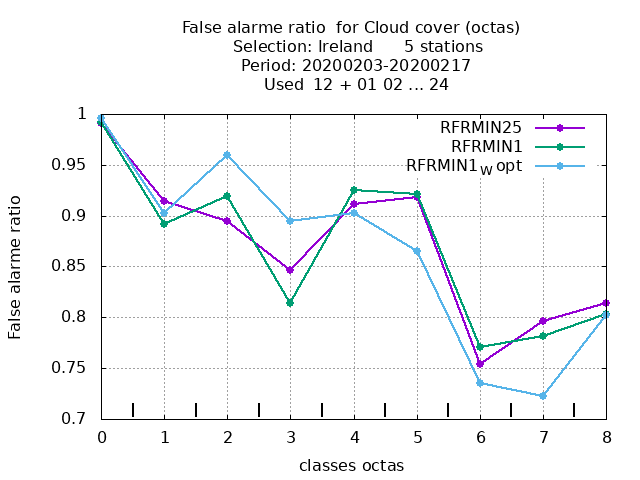 False alarme ratio  for Cloud cover (octas)
Selection: Ireland      5 stations
Period: 20200203-20200217
Used  12 + 01 02 ... 24
RFRMIN25
RFRMIN1
RFRMIN1W opt
False alarme ratio
1
0.95
0.9
0.85
0.8
0.75
0.7
0 1 2 3 4 5 6 7 8
classes octas